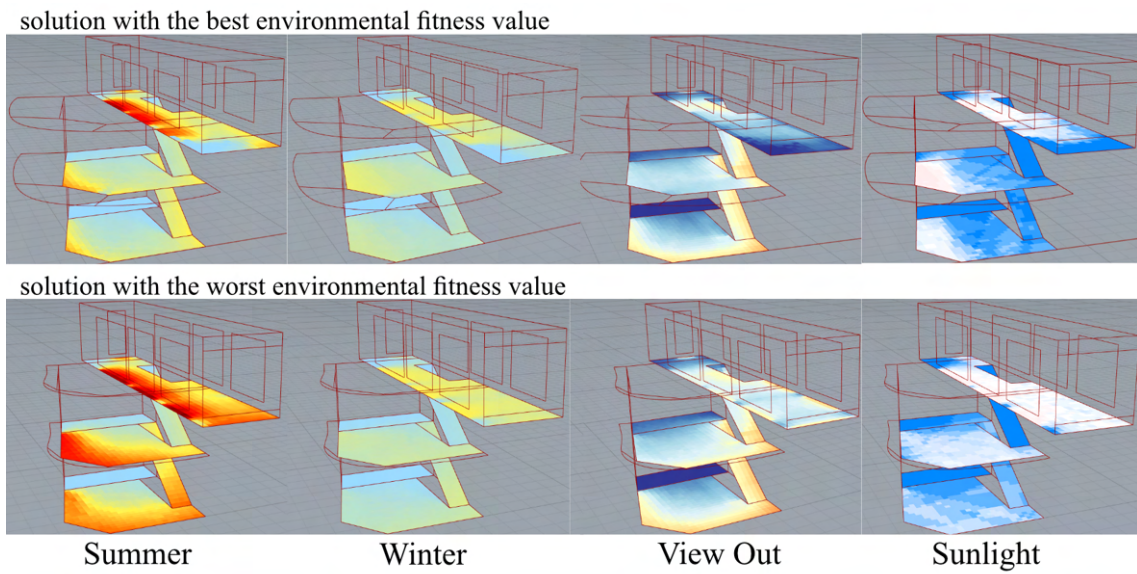 solution with the best environmental fitness value
solution with the worst environmental fitness value
Summer
Winter
View Out
Sunlight